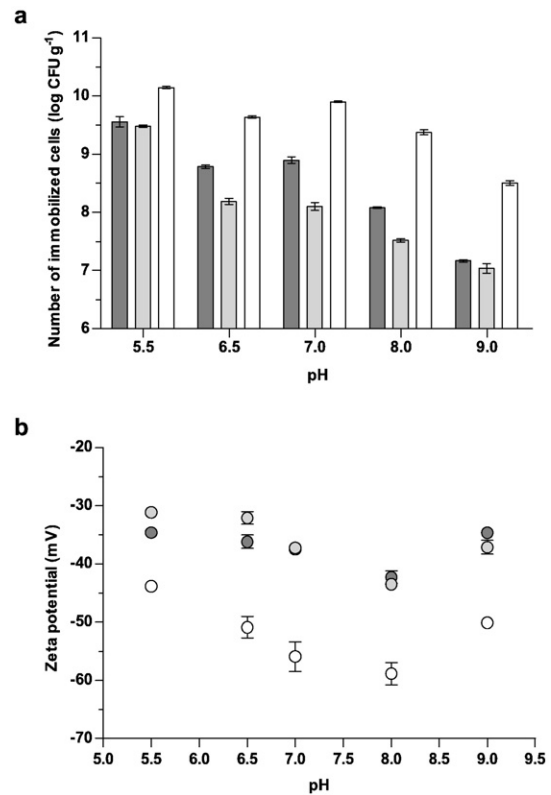 a
Number of immobilized cells (log CFU g⁻¹)
11
10
9
8
7
6
5.5 6.5 7.0 8.0 9.0
pH
b
Zeta potential (mV)
-20
-30
-40
-50
-60
-70
5.0 5.5 6.0 6.5 7.0 7.5 8.0 8.5 9.0 9.5
pH